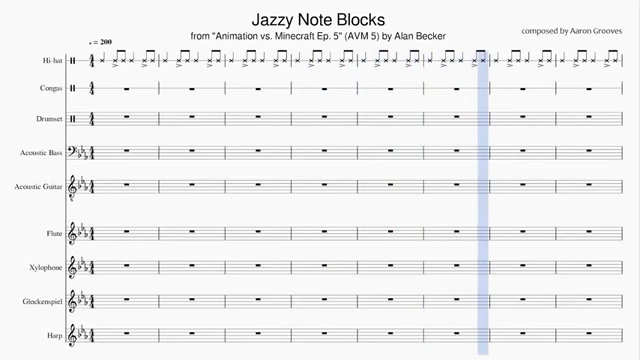 Jazzy Note Blocks
from "Animation vs. Minecraft Ep. 5" (AVM 5) by Alan Becker
composed by Aaron Grooves
= 200
Hi-hat
Congas
Drumset
Acoustic Bass
Acoustic Guitar
Flute
Xylophone
Glockenspiel
Harp